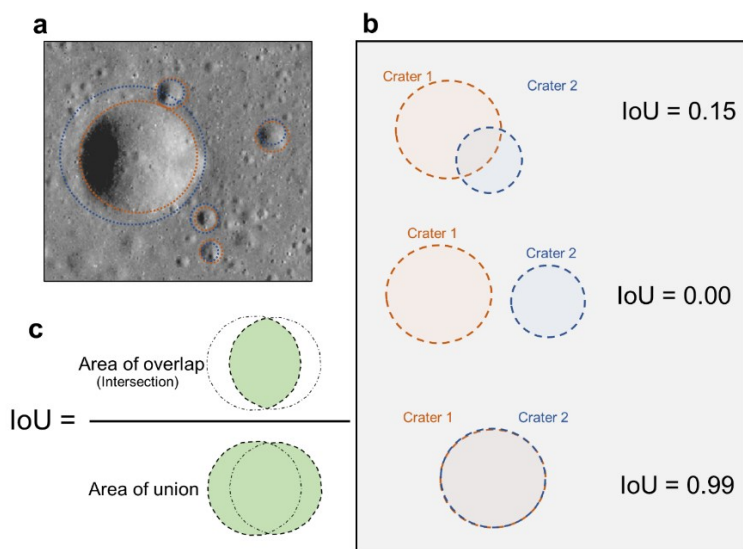 a
b
Crater 1
Crater 2
IoU = 0.15
Crater 1
Crater 2
IoU = 0.00
Crater 1
Crater 2
IoU = 0.99
c
Area of overlap
(Intersection)
IoU =
Area of union